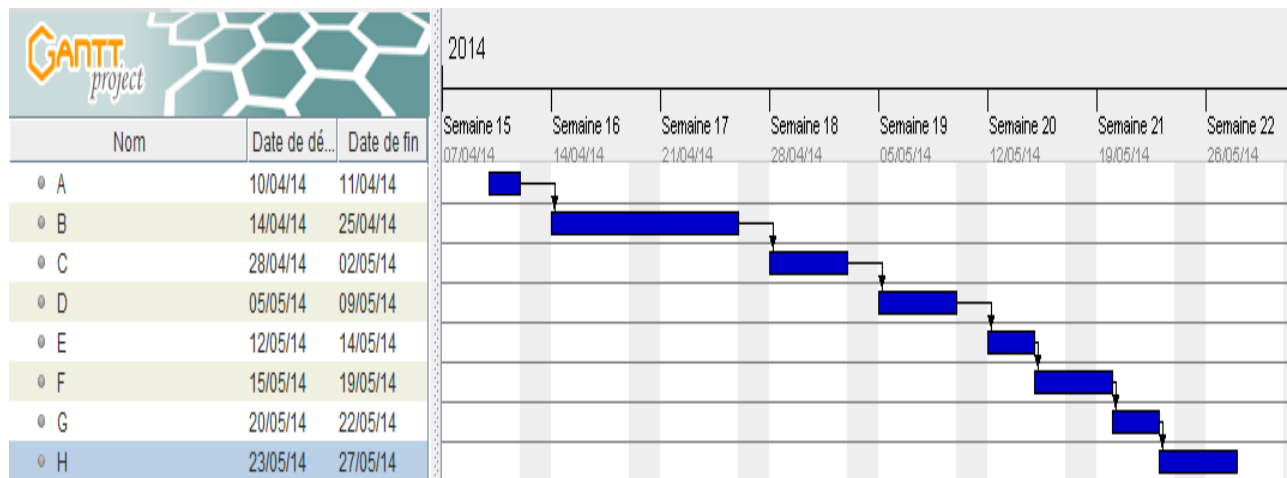 GANTT
project
2014
Semaine 15 Semaine 16 Semaine 17 Semaine 18 Semaine 19 Semaine 20 Semaine 21 Semaine 22
07/04/14 14/04/14 21/04/14 28/04/14 05/05/14 12/05/14 19/05/14 26/05/14
Nom Date de dé... Date de fin
A 10/04/14 11/04/14
B 14/04/14 25/04/14
C 28/04/14 02/05/14
D 05/05/14 09/05/14
E 12/05/14 14/05/14
F 15/05/14 19/05/14
G 20/05/14 22/05/14
H 23/05/14 27/05/14